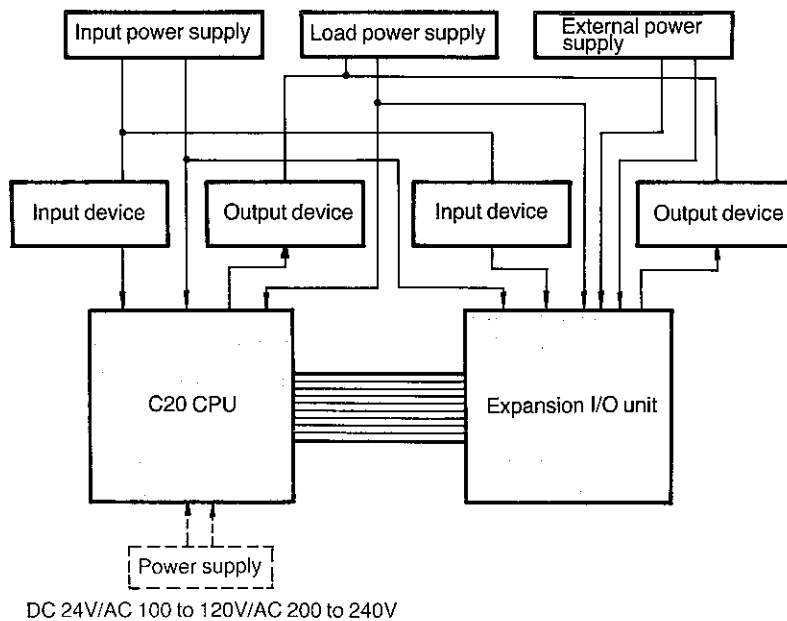 Input power supply
Load power supply
External power
supply
Input device
Output device
Input device
Output device
C20 CPU
Expansion I/O unit
Power supply
DC 24V/AC 100 to 120V/AC 200 to 240V